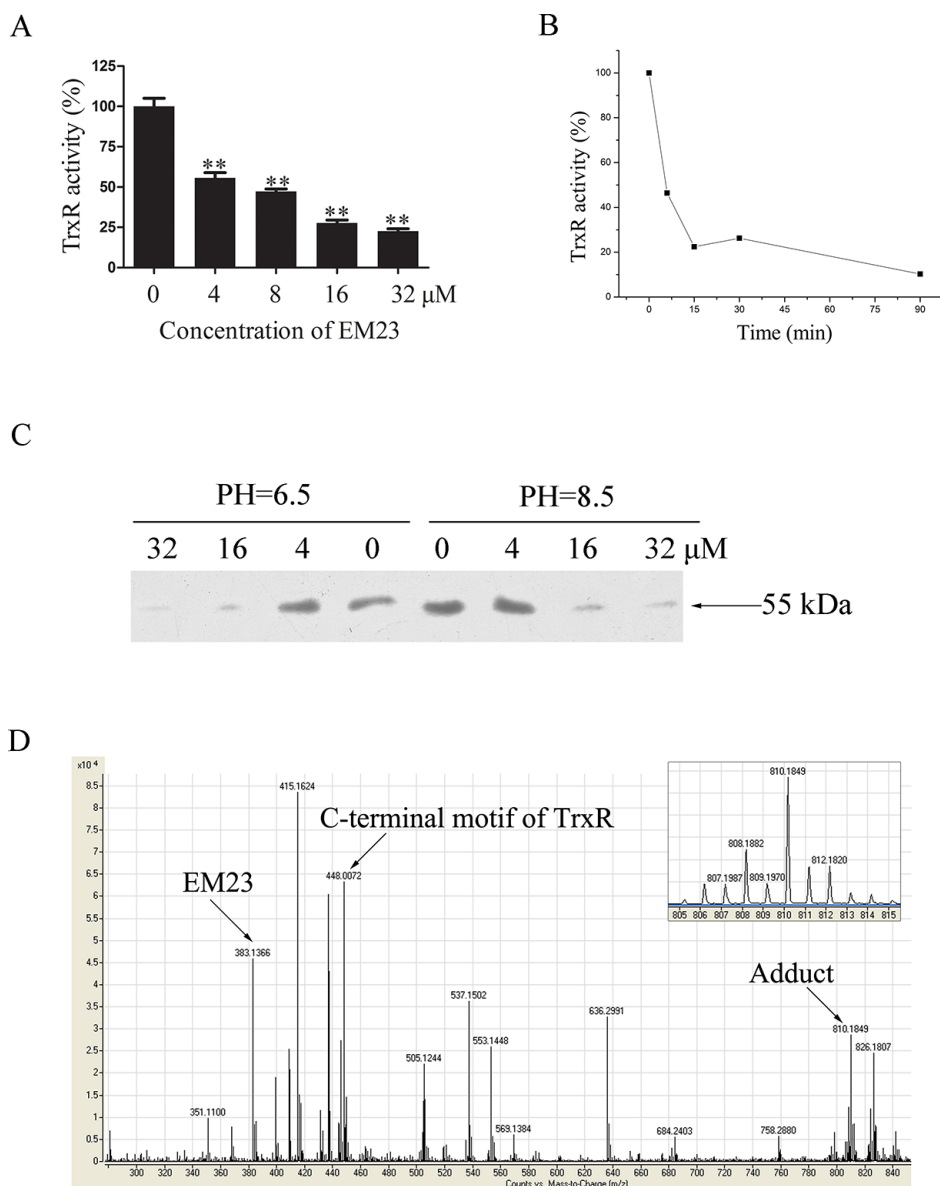 A
TrxR activity (%)
125
100
75
50
25
0
**
**
**
**
0 4 8 16 32 μM
Concentration of EM23
B
TrxR activity (%)
100
80
60
40
20
0
0 15 30 45 60 75 90
Time (min)
C
PH=6.5 PH=8.5
32 16 4 0 0 4 16 32 μM
55 kDa
D
x10 4
8.5
8
7.5
7
6.5
6
5.5
5
4.5
4
3.5
3
2.5
2
1.5
1
0.5
0
415.1624
C-terminal motif of TrxR
448.0072
EM23
383.1366
537.1502
636.2991
553.1448
505.1244
351.1100
569.1384
684.2403
758.2880
Adduct
810.1849
826.1807
810.1849
808.1882
807.1987
809.1970
812.1820
805 806 807 808 809 810 811 812 813 814 815
300 320 340 360 380 400 420 440 460 480 500 520 540 560 580 600 620 640 660 680 700 720 740 760 780 800 820 840
Counts vs. Mass-to-Charge (m/z)